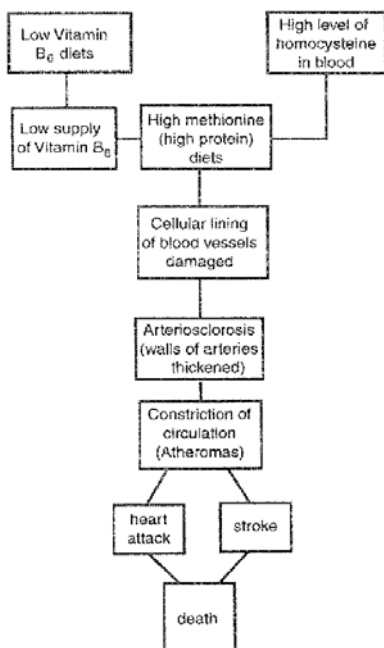 Low Vitamin
B₆ diets
High level of
homocysteine
in blood
Low supply
of Vitamin B₆
High methionine
(high protein)
diets
Cellular lining
of blood vessels
damaged
Arteriosclorosis
(walls of arteries
thickened)
Constriction of
circulation
(Atheromas)
heart
attack
stroke
death